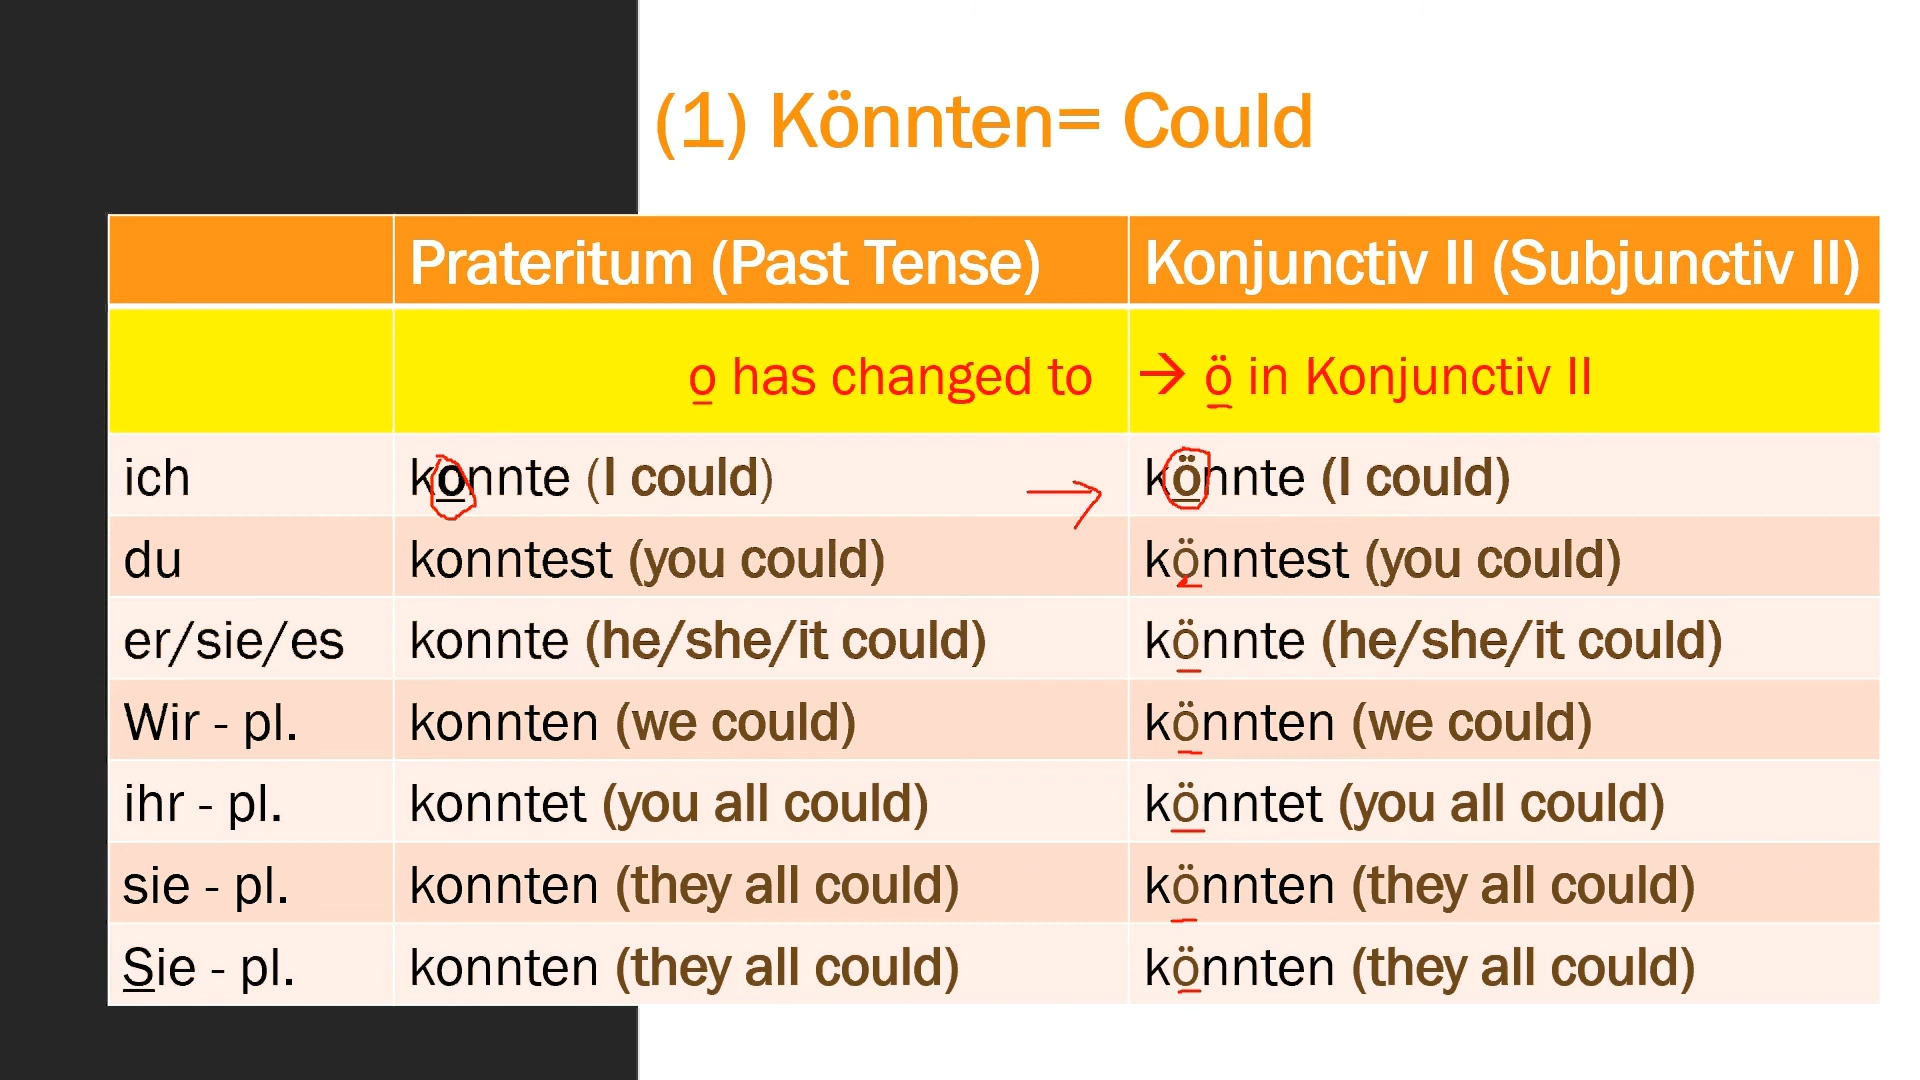 (1) Könnten= Could
Prateritum (Past Tense) Konjunctiv II (Subjunctiv II)
o has changed to → ö in Konjunctiv II
ich konnte (I could) könnte (I could)
du konntest (you could) könntest (you could)
er/sie/es konnte (he/she/it could) könnte (he/she/it could)
Wir - pl. konnten (we could) könnten (we could)
ihr - pl. konntet (you all could) könntet (you all could)
sie - pl. konnten (they all could) könnten (they all could)
Sie - pl. konnten (they all could) könnten (they all could)